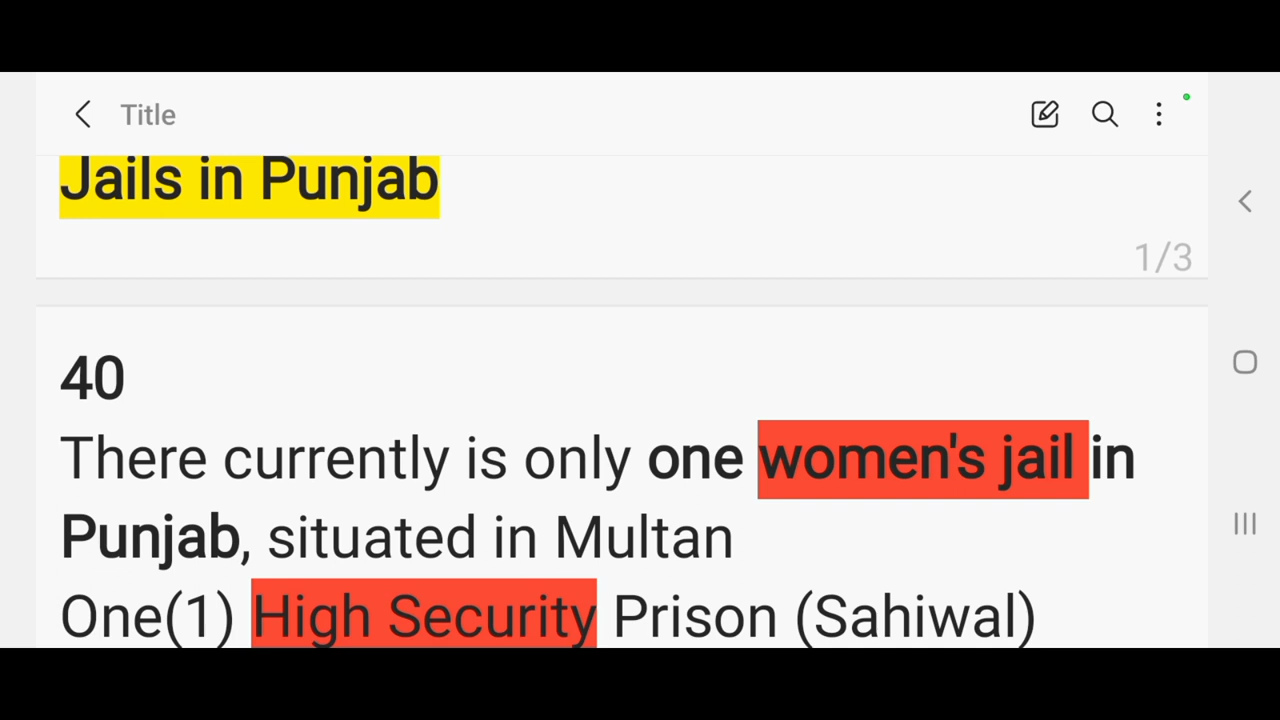 Title
Jails in Punjab
1/3
40
There currently is only one women's jail in
Punjab, situated in Multan
One(1) High Security Prison (Sahiwal)